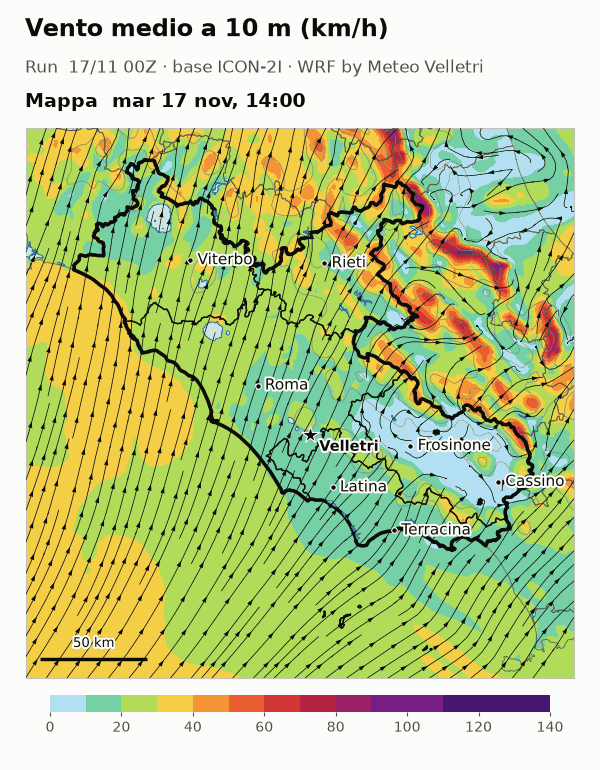 Vento medio a 10 m (km/h)
Run  17/11 00Z · base ICON-2I · WRF by Meteo Velletri
Mappa  mar 17 nov, 14:00
Viterbo
Rieti
Roma
Velletri
Frosinone
Cassino
Latina
Terracina
50 km
0 20 40 60 80 100 120 140